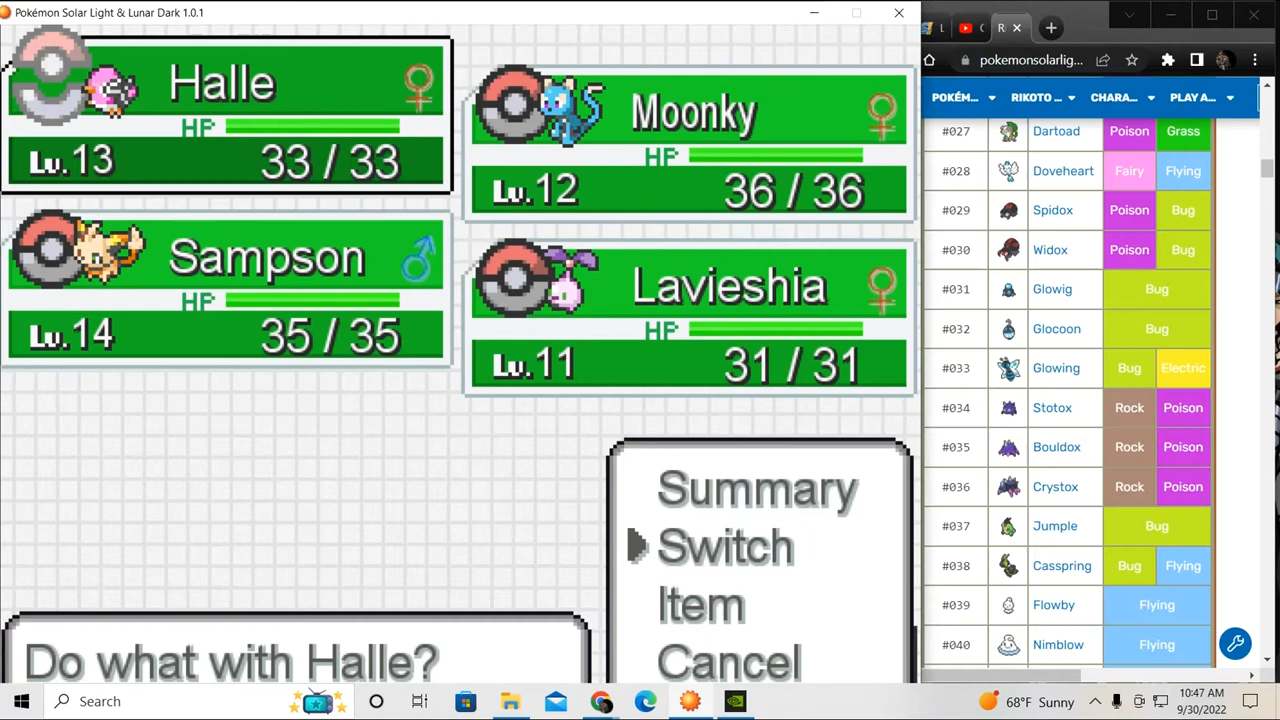 Pokémon Solar Light & Lunar Dark 1.0.1
Halle
HP
Lv.13 33/33
Moonky
HP
Lv.12 36/36
Sampson
HP
Lv.14 35/35
Lavieshia
HP
Lv.11 31/31
Summary
Switch
Item
Cancel
Do what with Halle?
pokemondlig...
RIKOTO ...
CHARA...
PLAY A...
#027 Dartoad Poison Grass
#028 Doveheart Fairy Flying
#029 Spidox Poison Bug
#030 Widox Poison Bug
#031 Glowig Bug
#032 Glocoon Bug
#033 Glowing Bug Electric
#034 Stotox Rock Poison
#035 Bruldox Rock Poison
#036 Crystox Rock Poison
#037 Jumple Bug
#038 Casspring Bug Flying
#039 Flowby Flying
#040 Nimblow Flying
Search
68°F Sunny
10:47 AM
9/30/2022